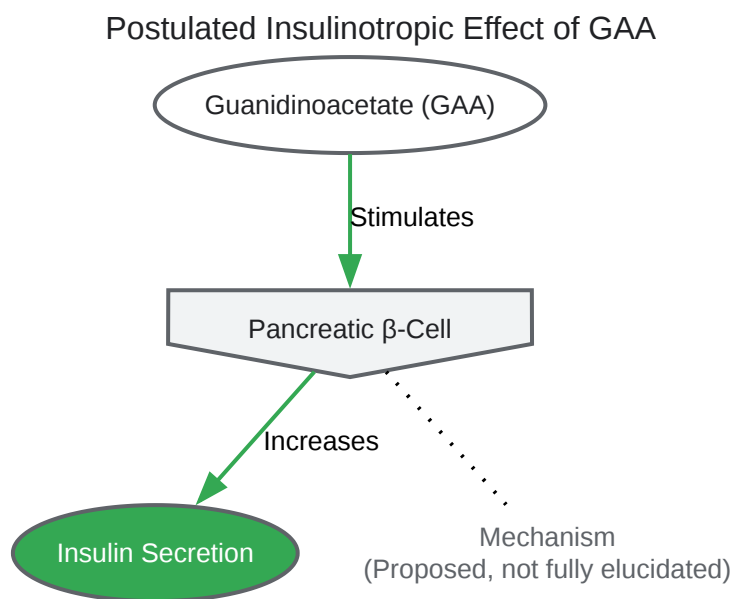 Postulated Insulinotropic Effect of GAA
Guanidinoacetate (GAA)
Stimulates
Pancreatic β-Cell
Increases
Insulin Secretion
Mechanism
(Proposed, not fully elucidated)